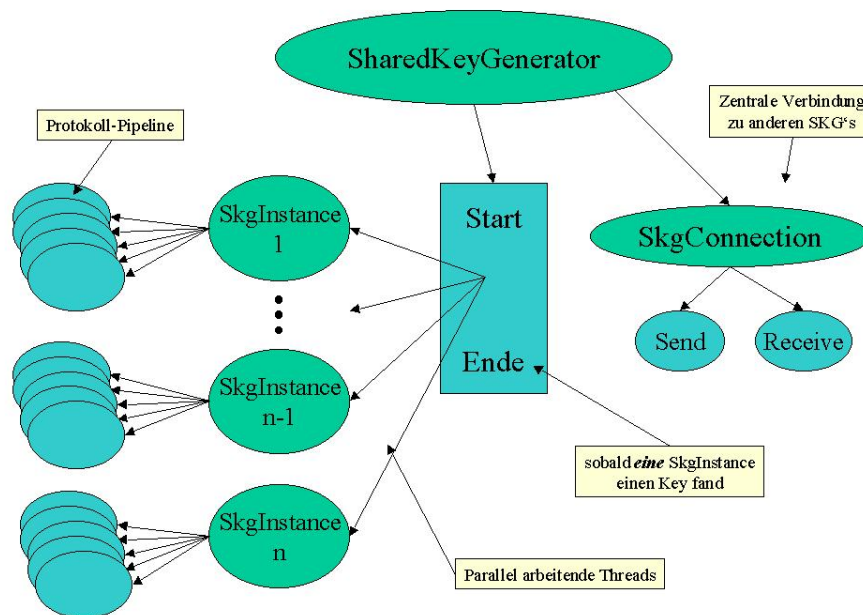 SharedKeyGenerator
Zentrale Verbindung
zu anderen SKG‘s
Protokoll-Pipeline
SkgInstance
1
Start
SkgConnection
Send
Receive
Ende
SkgInstance
n-1
sobald eine SkgInstance
einen Key fand
SkgInstance
n
Parallel arbeitende Threads